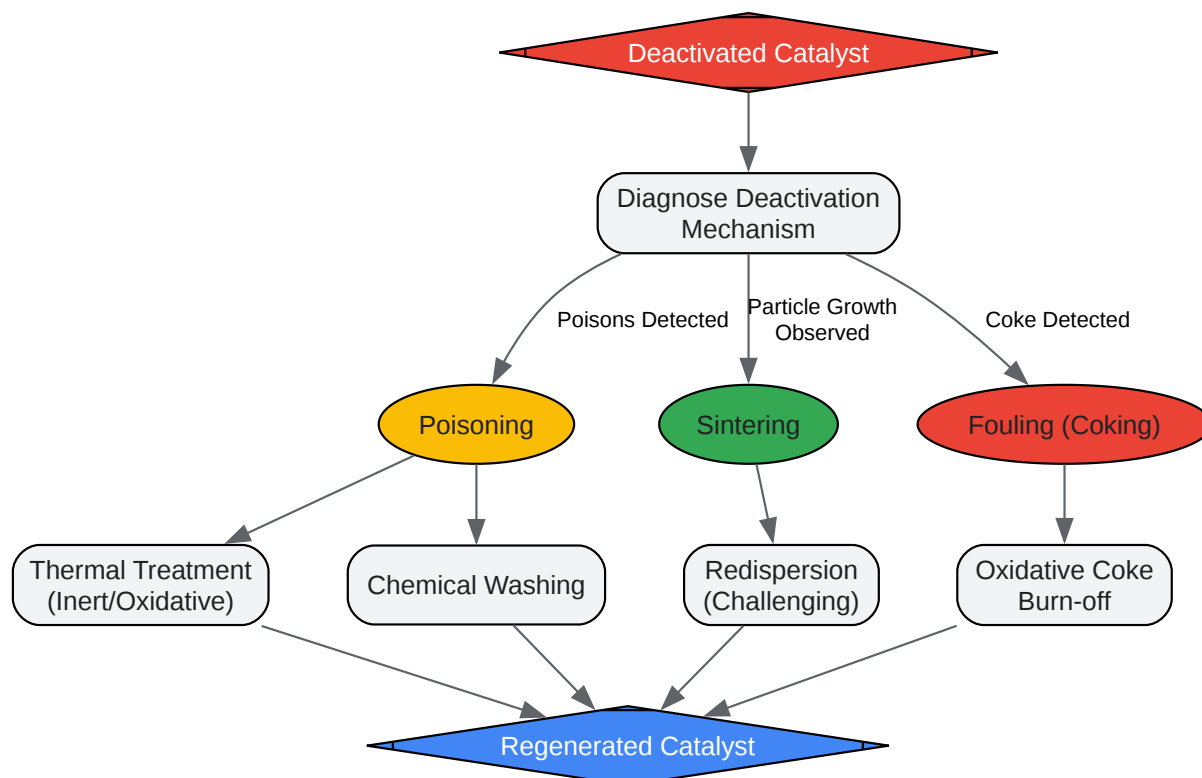 Deactivated Catalyst
Diagnose Deactivation
Mechanism
Poisons Detected
Particle Growth
Observed
Coke Detected
Poisoning
Sintering
Fouling (Coking)
Thermal Treatment
(Inert/Oxidative)
Chemical Washing
Redispersion
(Challenging)
Oxidative Coke
Burn-off
Regenerated Catalyst